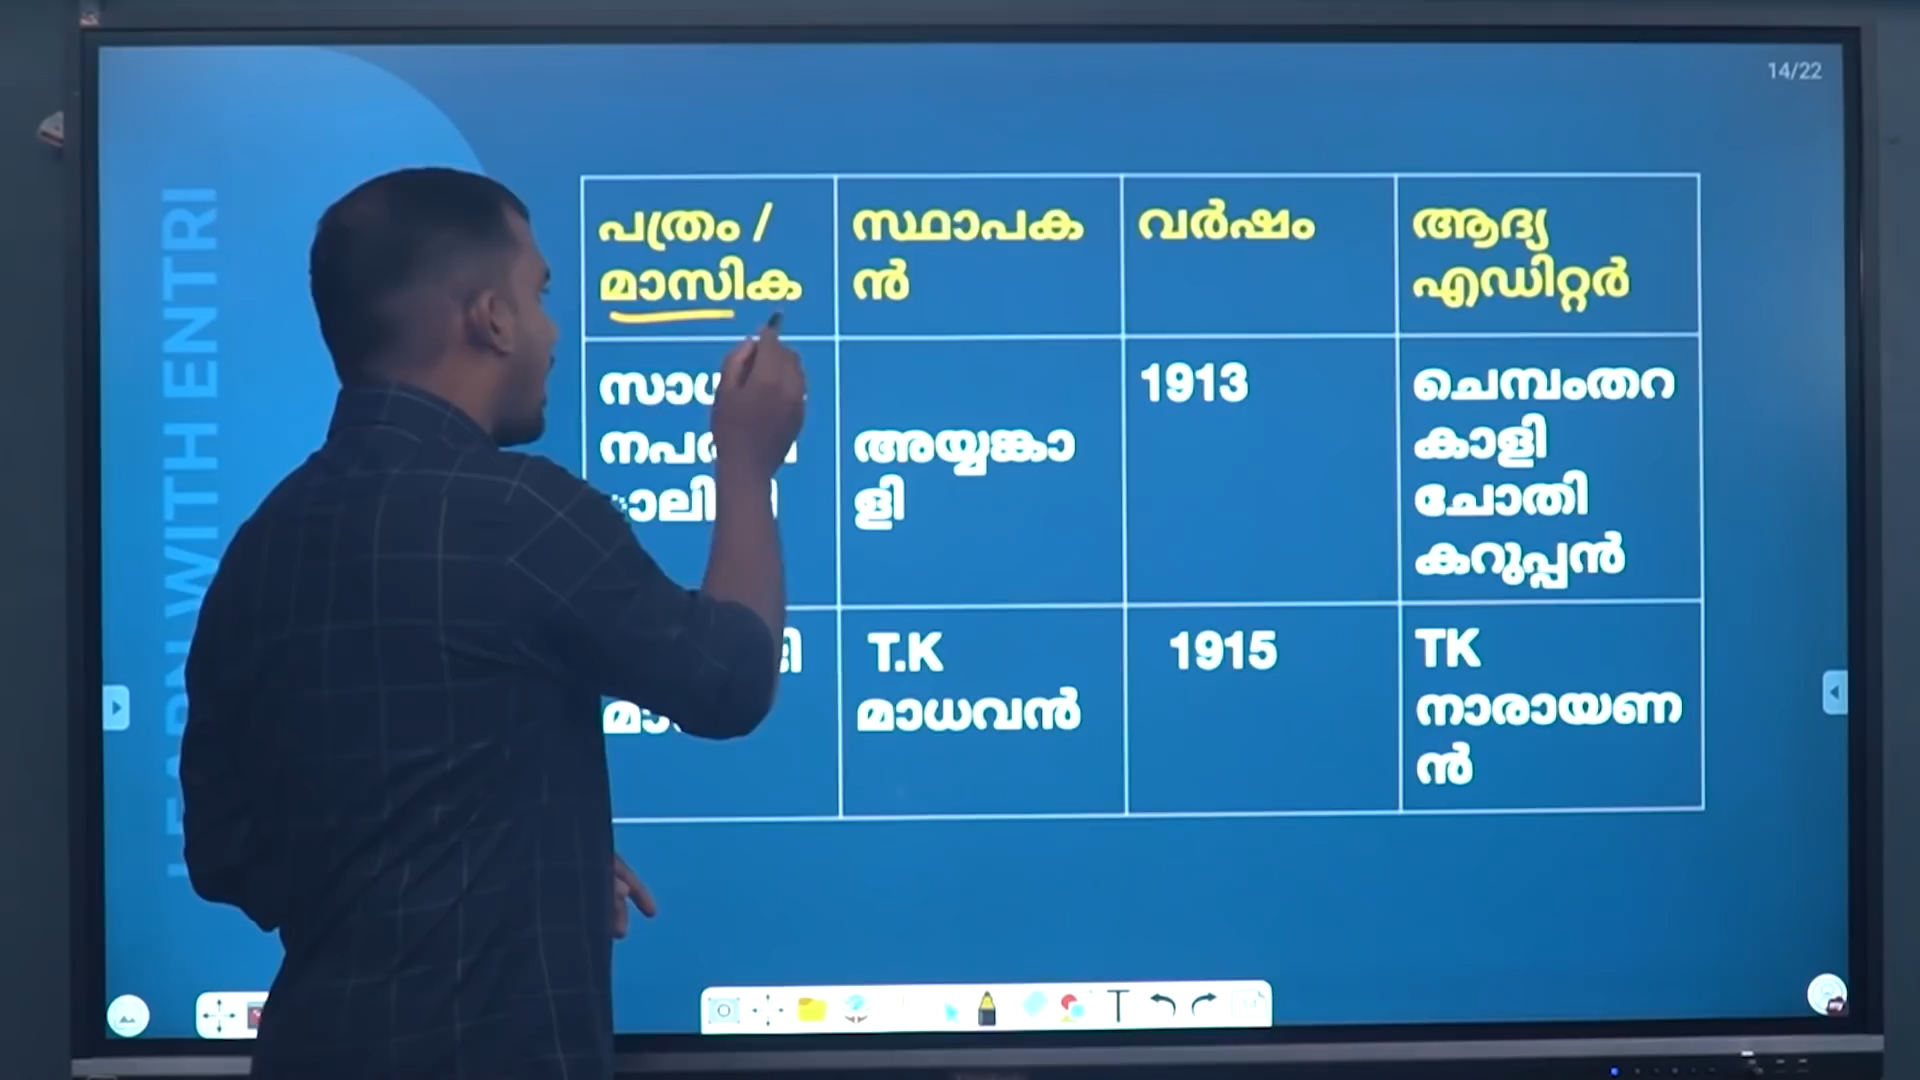 14/22
LEARN WITH ENTRI
പത്രം /
മാസിക
സ്ഥാപക
ൻ
വർഷം
ആദ്യ
എഡിറ്റർ
അയ്യങ്കാ
ളി
1913
ചെമ്പംതറ
കാളി
ചോതി
കറുപ്പൻ
T.K
മാധവൻ
1915
TK
നാരായണ
ൻ